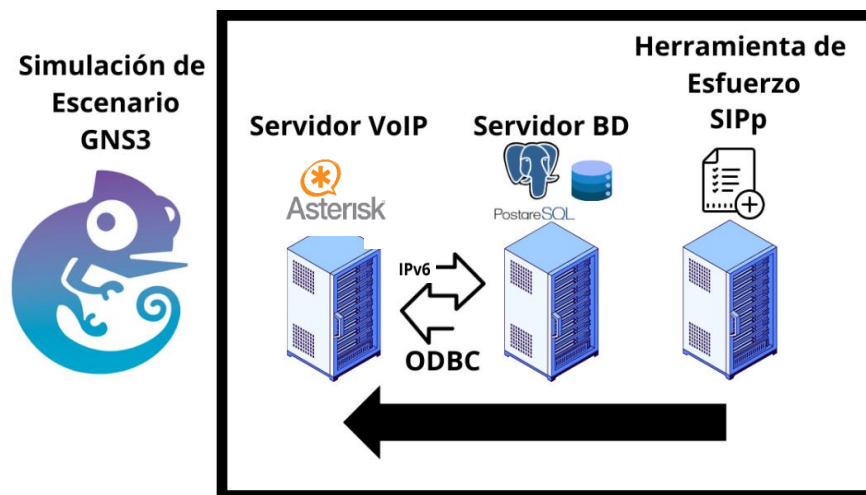 Simulación de
Escenario
GNS3
Herramienta de
Esfuerzo
SIPp
Servidor VoIP
Servidor BD
Asterisk
PostgreSQL
IPv6
ODBC